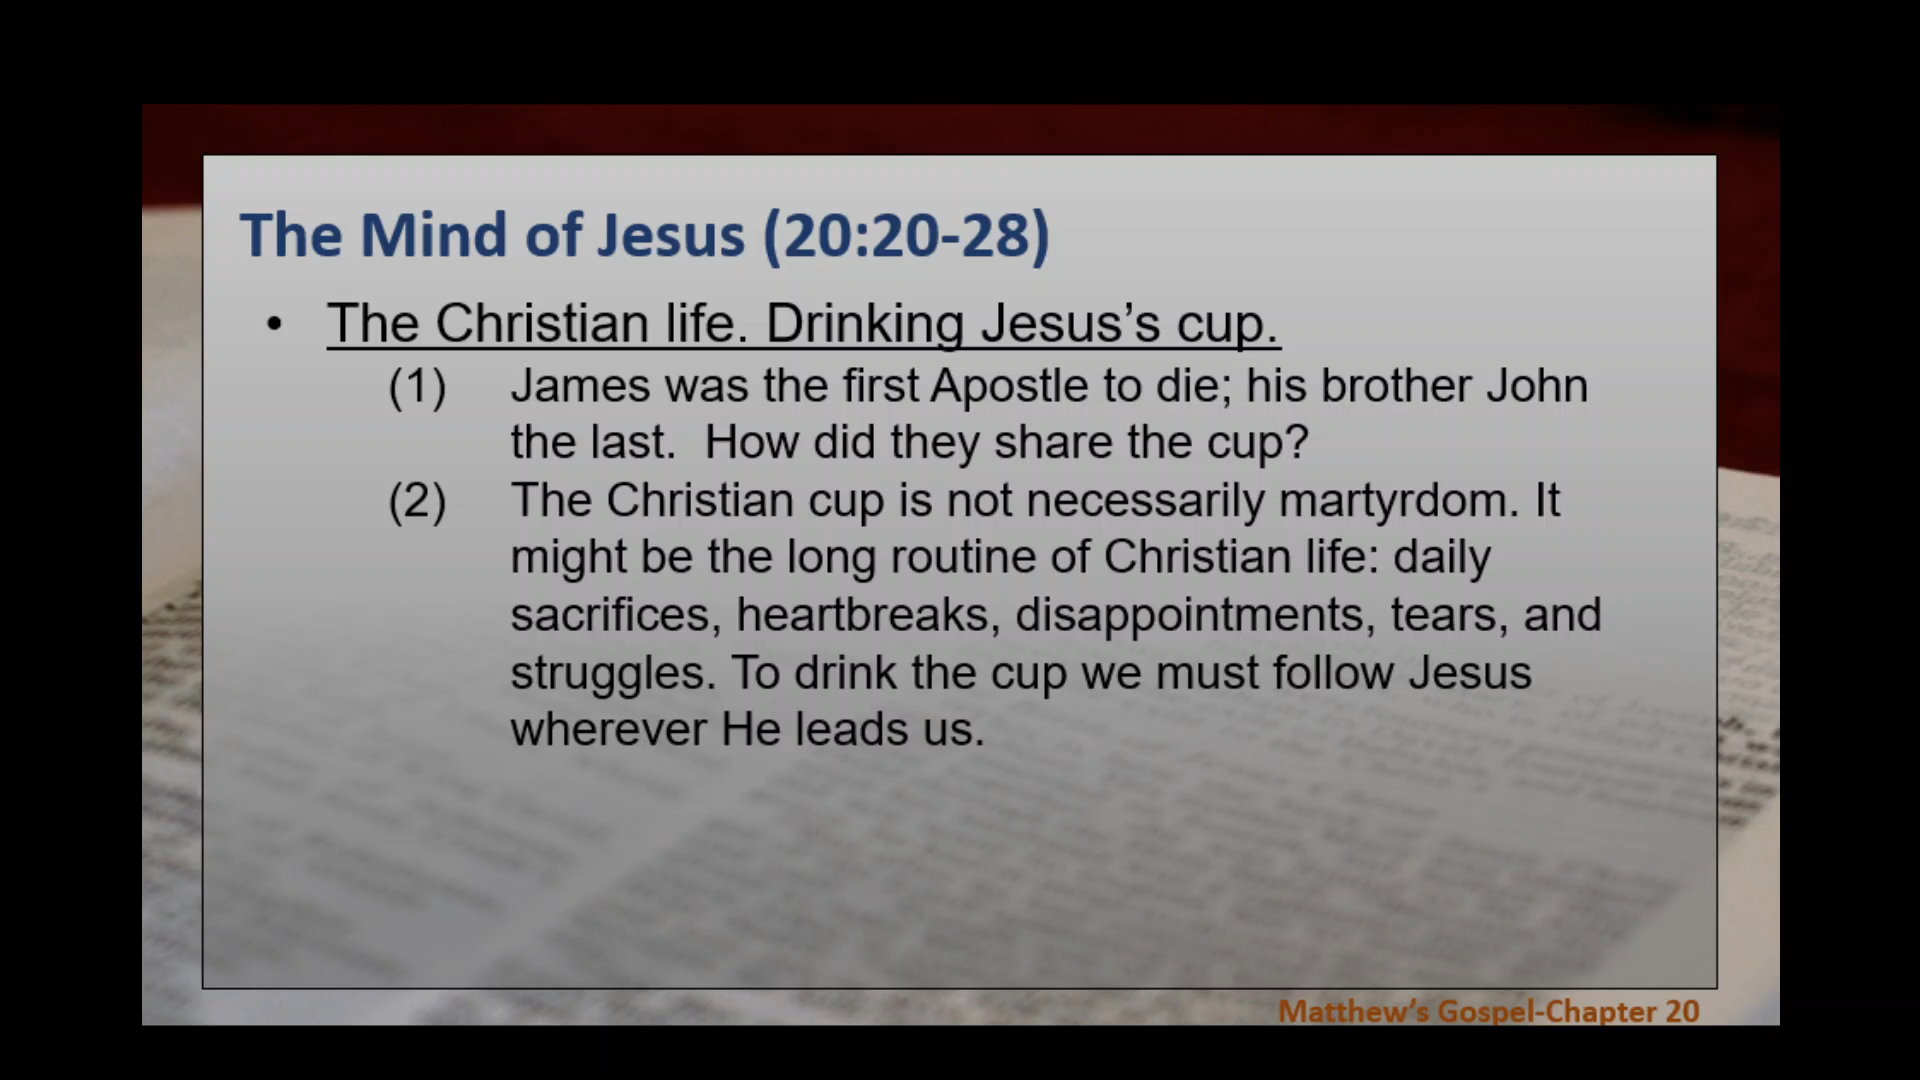 The Mind of Jesus (20:20-28)
• The Christian life. Drinking Jesus’s cup.
(1) James was the first Apostle to die; his brother John
the last.  How did they share the cup?
(2) The Christian cup is not necessarily martyrdom. It
might be the long routine of Christian life: daily
sacrifices, heartbreaks, disappointments, tears, and
struggles. To drink the cup we must follow Jesus
wherever He leads us.
Matthew’s Gospel-Chapter 20